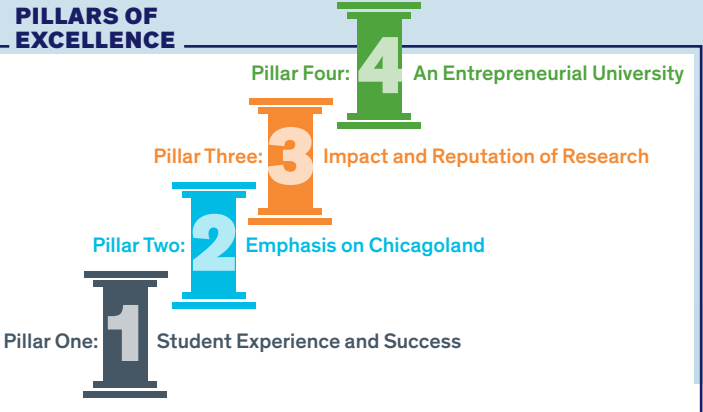 PILLARS OF
EXCELLENCE
Pillar Four: 4 An Entrepreneurial University
Pillar Three: 3 Impact and Reputation of Research
Pillar Two: 2 Emphasis on Chicagoland
Pillar One: 1 Student Experience and Success